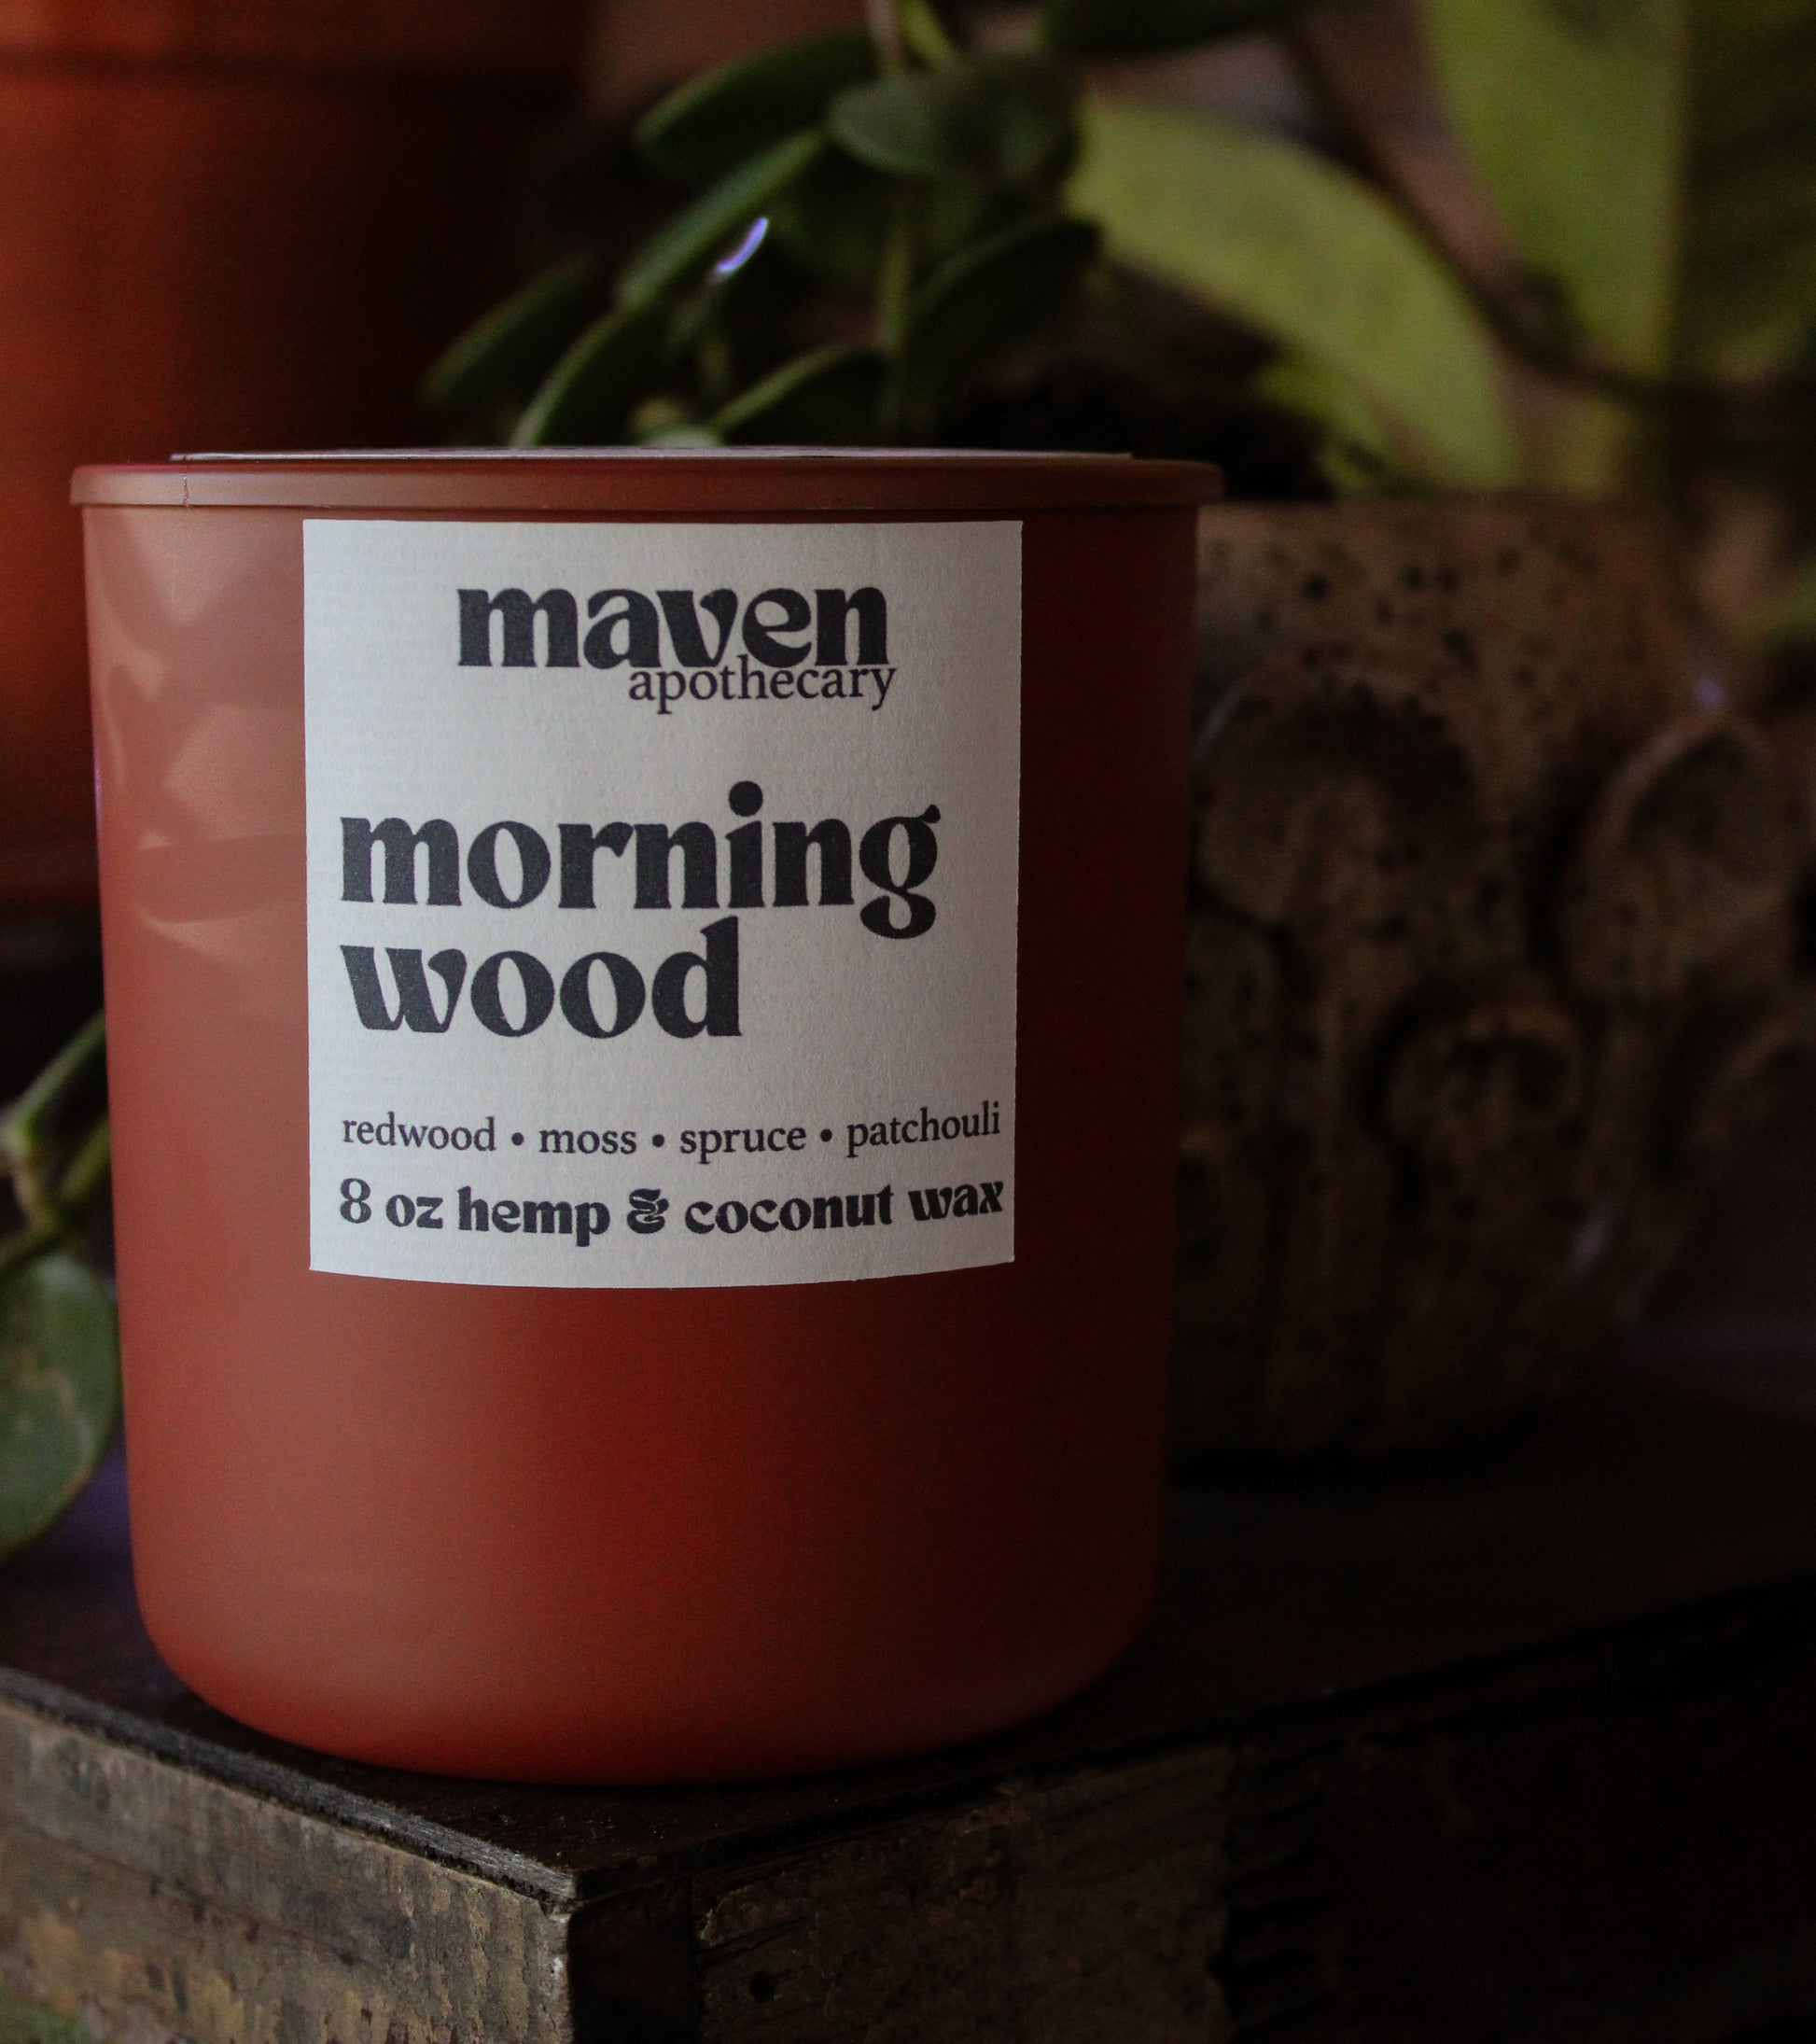 maven
apothecary
morning
wood
redwood • moss • spruce • patchouli
8 oz hemp & coconut wax